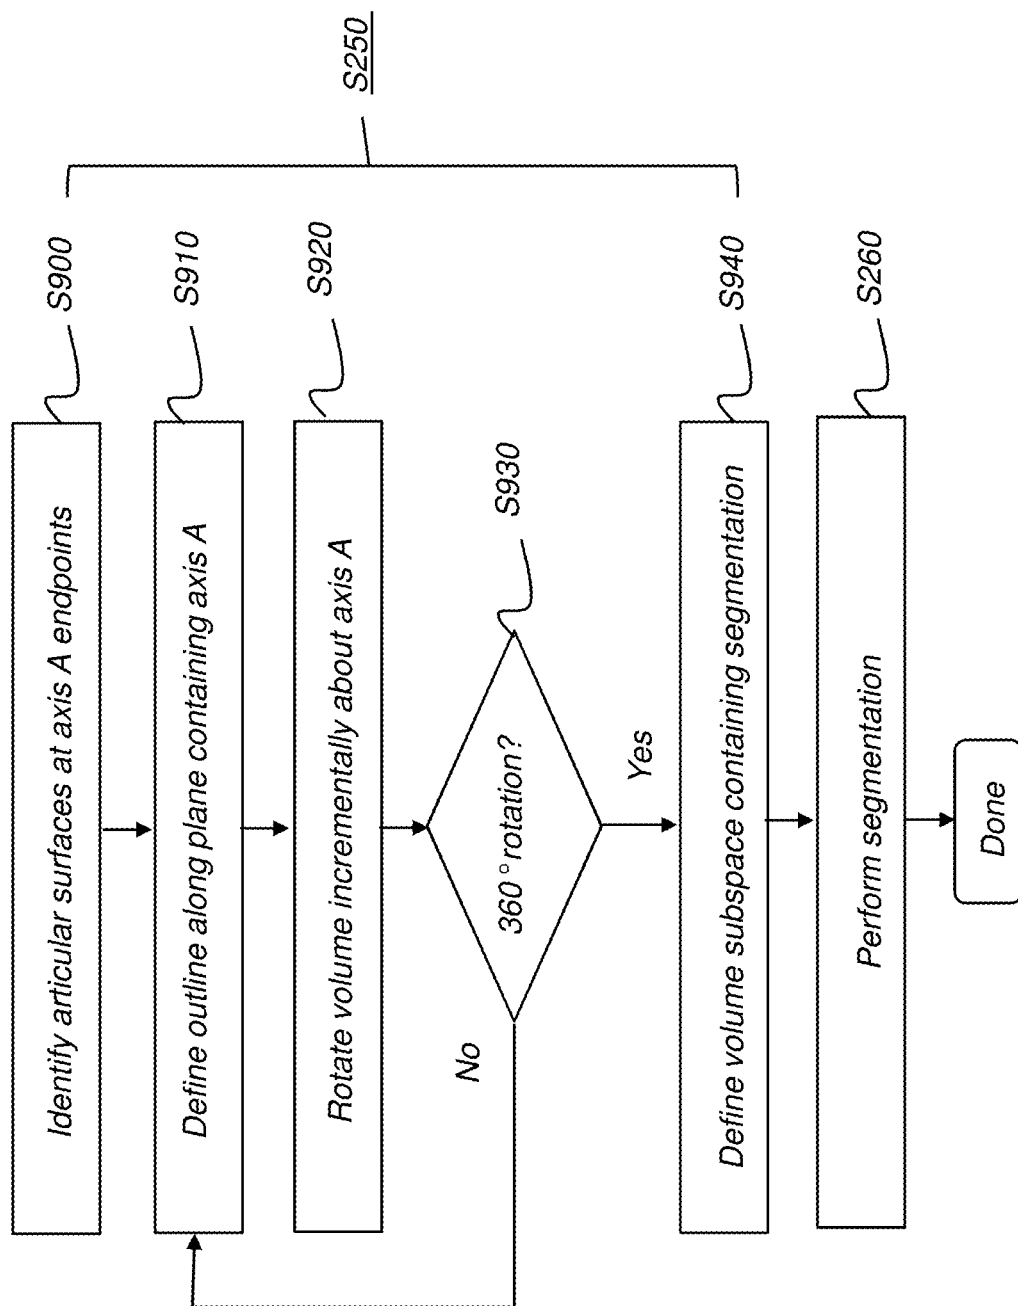 S250
S900
Identify articular surfaces at axis A endpoints
S910
Define outline along plane containing axis A
S920
Rotate volume incrementally about axis A
S930
360°rotation?
No
Yes
S940
Define volume subspace containing segmentation
S260
Perform segmentation
Done